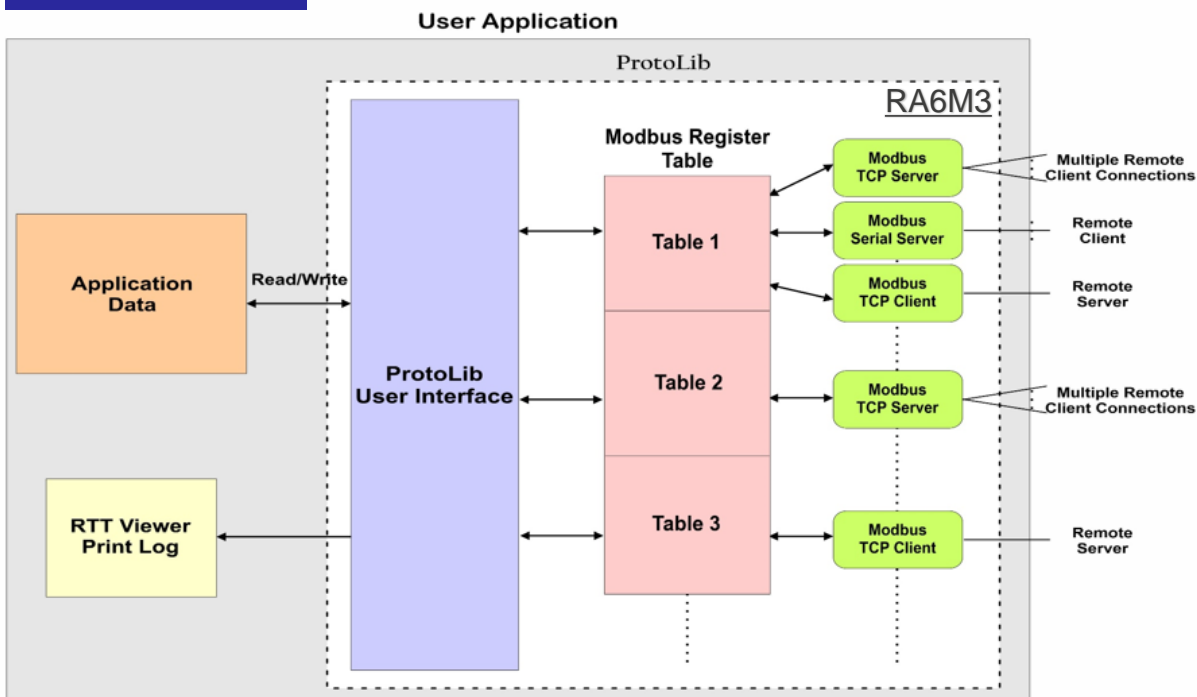 User Application
ProtoLib
RA6M3
Modbus Register
Table
Modbus
TCP Server
Multiple Remote
Client Connections
Table 1
Modbus
Serial Server
Remote
Client
Application
Data
Read/Write
Modbus
TCP Client
Remote
Server
ProtoLib
User Interface
Table 2
Modbus
TCP Server
Multiple Remote
Client Connections
RTT Viewer
Print Log
Table 3
Modbus
TCP Client
Remote
Server